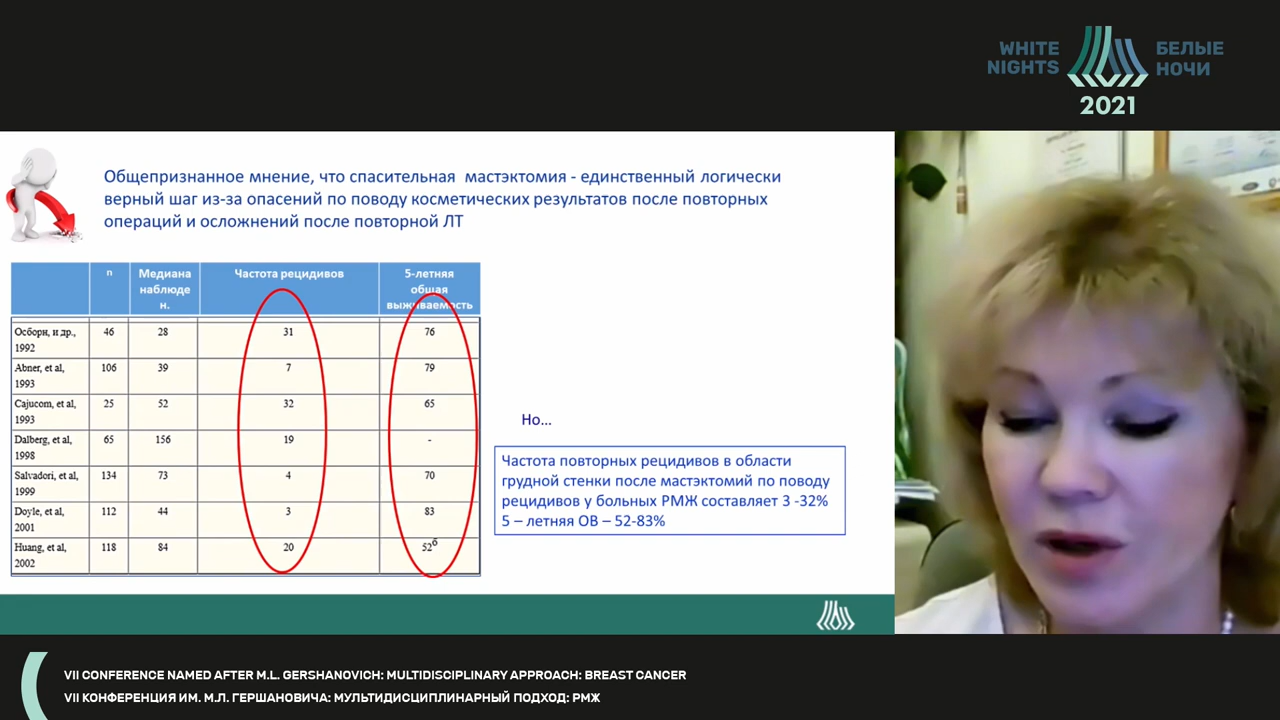 WHITE
NIGHTS
БЕЛЫЕ
НОЧИ
2021
Общепризнанное мнение, что спасительная мастэктомия - единственный логически
верный шаг из-за опасений по поводу косметических результатов после повторных
операций и осложнений после повторной ЛТ
n Медиана наблюде н. Частота рецидивов 5-летняя общая выживаемость
Осборн, и др., 1992 46 28 31 76
Abner, et al, 1993 106 39 7 79
Cajucom, et al, 1993 25 52 32 65
Dalberg, et al, 1998 65 156 19 -
Salvadori, et al, 1999 134 73 4 70
Doyle, et al, 2001 112 44 3 83
Huang, et al, 2002 118 84 20 52б
Но...
Частота повторных рецидивов в области
грудной стенки после мастэктомий по поводу
рецидивов у больных РМЖ составляет 3 -32%
5 – летняя ОВ – 52-83%
VII CONFERENCE NAMED AFTER M.L. GERSHANOVICH: MULTIDISCIPLINARY APPROACH: BREAST CANCER
VII КОНФЕРЕНЦИЯ ИМ. М.Л. ГЕРШАНОВИЧА: МУЛЬТИДИСЦИПЛИНАРНЫЙ ПОДХОД: РМЖ